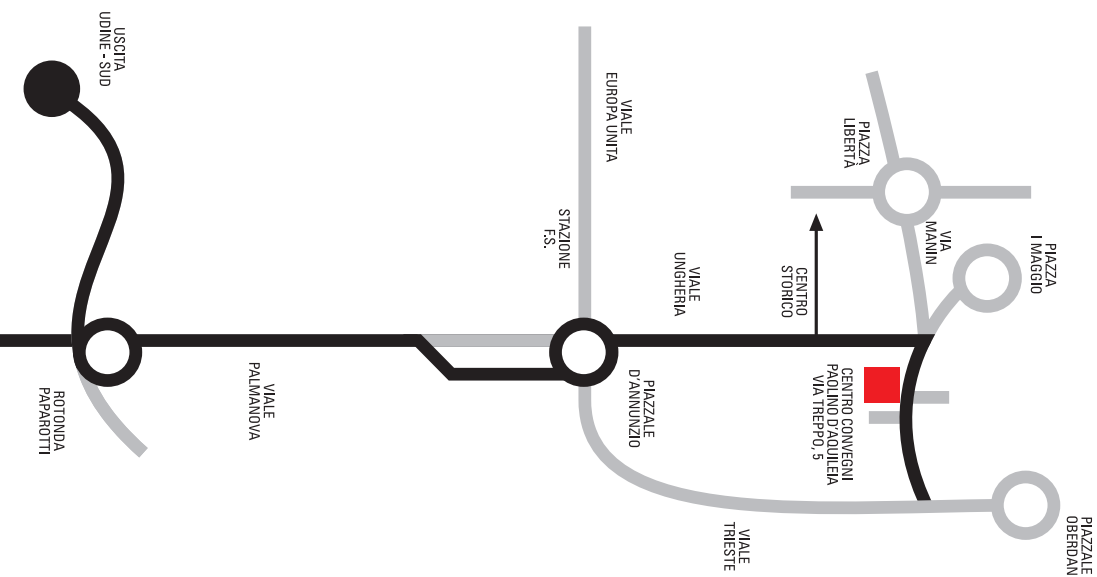 USCITA
UDINE - SUD
VIALE
EUROPA UNITA
PIAZZA
LIBERTÀ
STAZIONE
F.S.
VIALE
UNGHERIA
CENTRO
STORICO
VIA
MANIN
PIAZZA
I MAGGIO
ROTONDA
PAPAROTTI
VIALE
PALMANOVA
PIAZZALE
D'ANNUNZIO
CENTRO CONVEGNI
PAOLINO D'AQUILEIA
VIA TREPPO, 5
VIALE
TRIESTE
PIAZZALE
OBERDAN